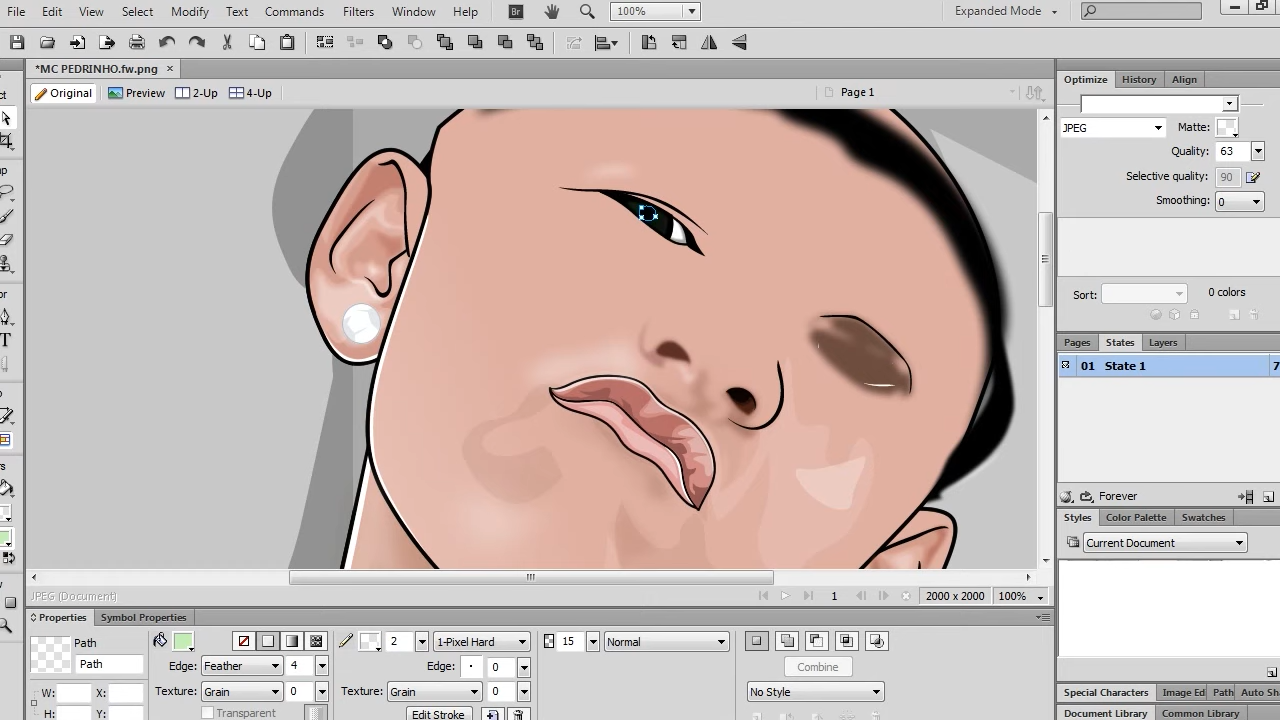 File Edit View Select Modify Text Commands Filters Window Help Br 100% Expanded Mode
*MC PEDRINHO.fw.png ×
Original Preview 2-Up 4-Up Page 1
Optimize History Align
JPEG Matte:
Quality: 63
Selective quality: 90
Smoothing: 0
Sort: 0 colors
Pages States Layers
01 State 1 7
Forever
Styles Color Palette Swatches
Current Document
JPEG (Document) 1 2000 x 2000 100%
Properties Symbol Properties
Path 2 1-Pixel Hard 15 Normal
Path Edge: Feather 4 Edge: 0 Combine
W: X: Texture: Grain 0 Texture: Grain 0 No Style
H: Y: Transparent Edit Stroke
Special Characters Image Ed Path Auto Sh
Document Library Common Library